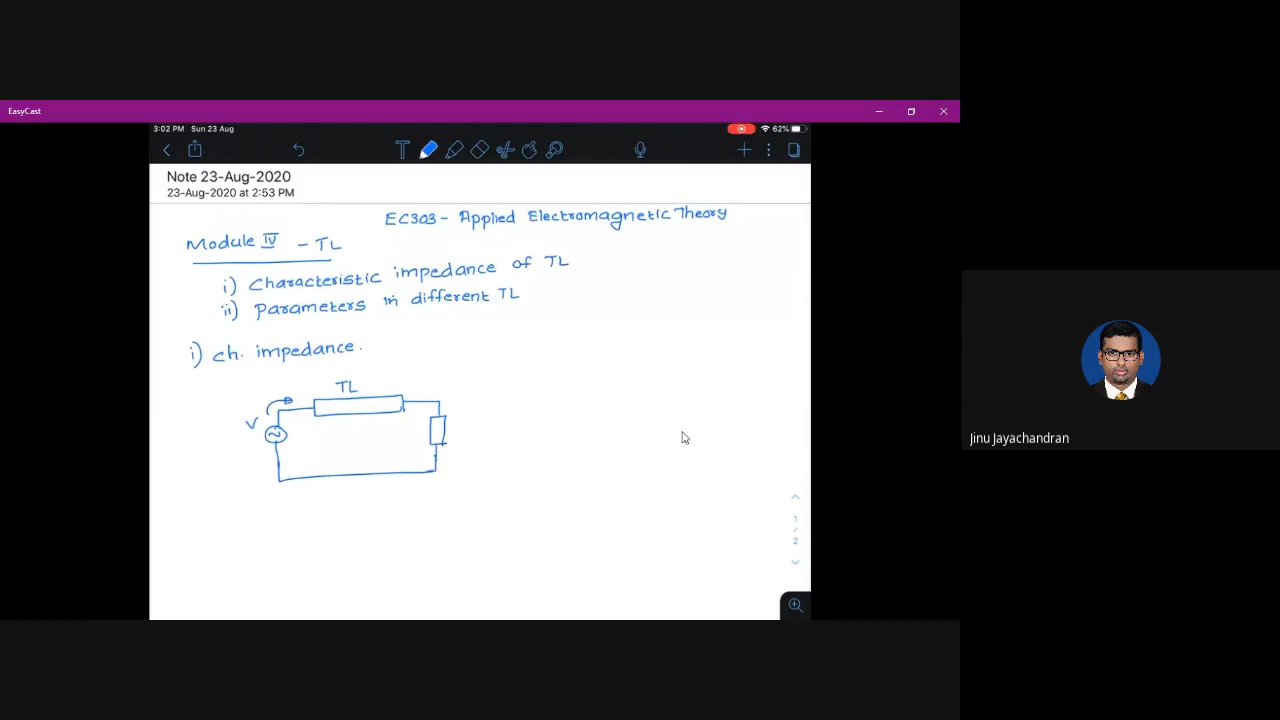 EasyCast
3:02 PM Sun 23 Aug
62%
T
Note 23-Aug-2020
23-Aug-2020 at 2:53 PM
EC303 - Applied Electromagnetic Theory
Module IV - TL
i) Characteristic impedance of TL
ii) Parameters in different TL
i) ch. impedance.
TL
V
1
2
Jinu Jayachandran